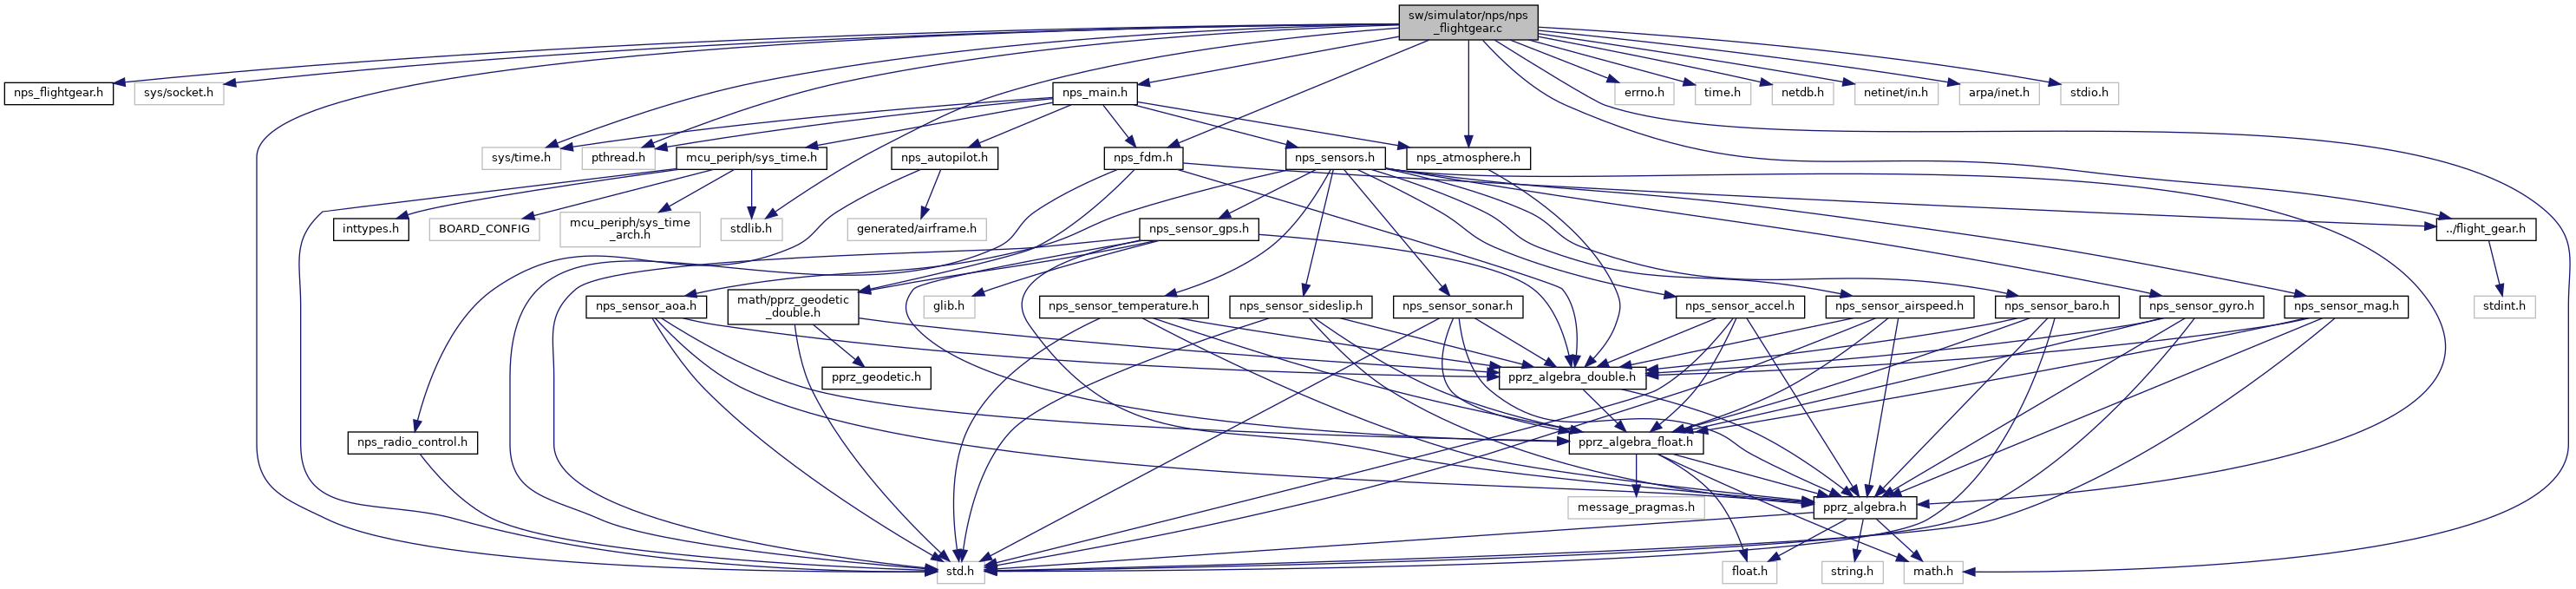 sw/simulator/nps/nps
_flightgear.c
nps_flightgear.h
sys/socket.h
nps_main.h
errno.h
time.h
netdb.h
netinet/in.h
arpa/inet.h
stdio.h
sys/time.h
pthread.h
mcu_periph/sys_time.h
nps_autopilot.h
nps_fdm.h
nps_sensors.h
nps_atmosphere.h
inttypes.h
BOARD_CONFIG
mcu_periph/sys_time
_arch.h
stdlib.h
generated/airframe.h
nps_sensor_gps.h
../flight_gear.h
nps_sensor_aoa.h
math/pprz_geodetic
_double.h
glib.h
nps_sensor_temperature.h
nps_sensor_sideslip.h
nps_sensor_sonar.h
nps_sensor_accel.h
nps_sensor_airspeed.h
nps_sensor_baro.h
nps_sensor_gyro.h
nps_sensor_mag.h
stdint.h
pprz_geodetic.h
pprz_algebra_double.h
nps_radio_control.h
pprz_algebra_float.h
message_pragmas.h
pprz_algebra.h
std.h
float.h
string.h
math.h